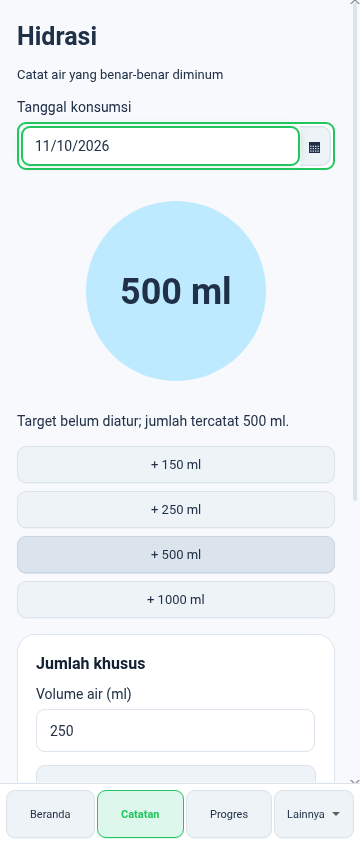 Hidrasi
Catat air yang benar-benar diminum
Tanggal konsumsi
11/10/2026
500 ml
Target belum diatur; jumlah tercatat 500 ml.
+ 150 ml
+ 250 ml
+ 500 ml
+ 1000 ml
Jumlah khusus
Volume air (ml)
250
Beranda
Catatan
Progres
Lainnya